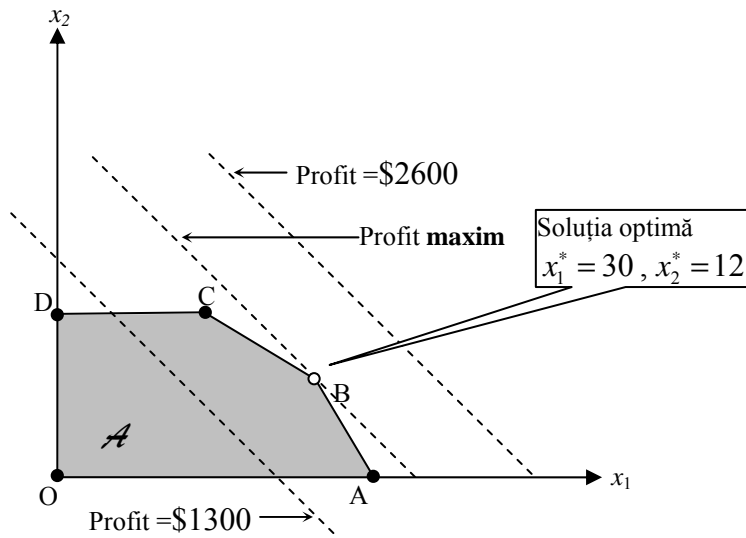 x₂
Profit =$2600
Profit maxim
Soluția optimă
x₁* = 30 , x₂* = 12
D
C
B
𝒜
O
A
x₁
Profit =$1300